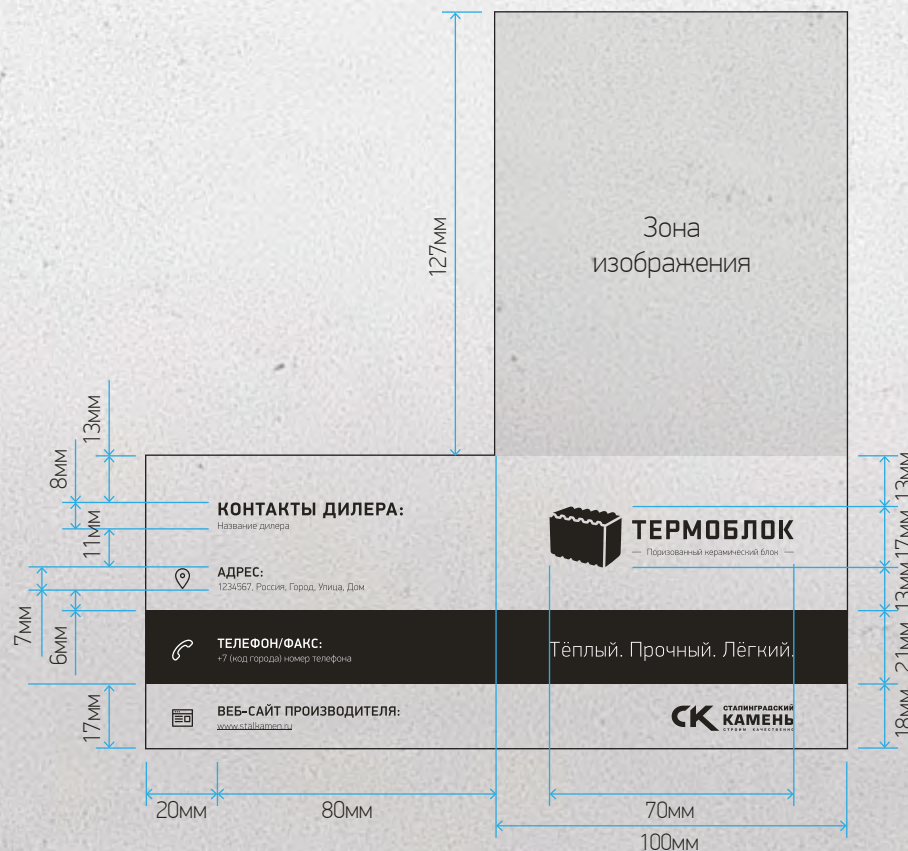 127мм
Зона
изображения
13мм
8мм
11мм
7мм
6мм
17мм
КОНТАКТЫ ДИЛЕРА:
Название дилера
АДРЕС:
1234567, Россия, Город, Улица, Дом
ТЕЛЕФОН/ФАКС:
+7 (код города) номер телефона
ВЕБ-САЙТ ПРОИЗВОДИТЕЛЯ:
www.stalkamen.ru
ТЕРМОБЛОК
Поризованный керамический блок
Тёплый. Прочный. Лёгкий.
СК
СТАЛИНГРАДСКИЙ
КАМЕНЬ
СТРОИМ КАЧЕСТВЕННО
13мм
17мм
13мм
21мм
18мм
20мм
80мм
70мм
100мм